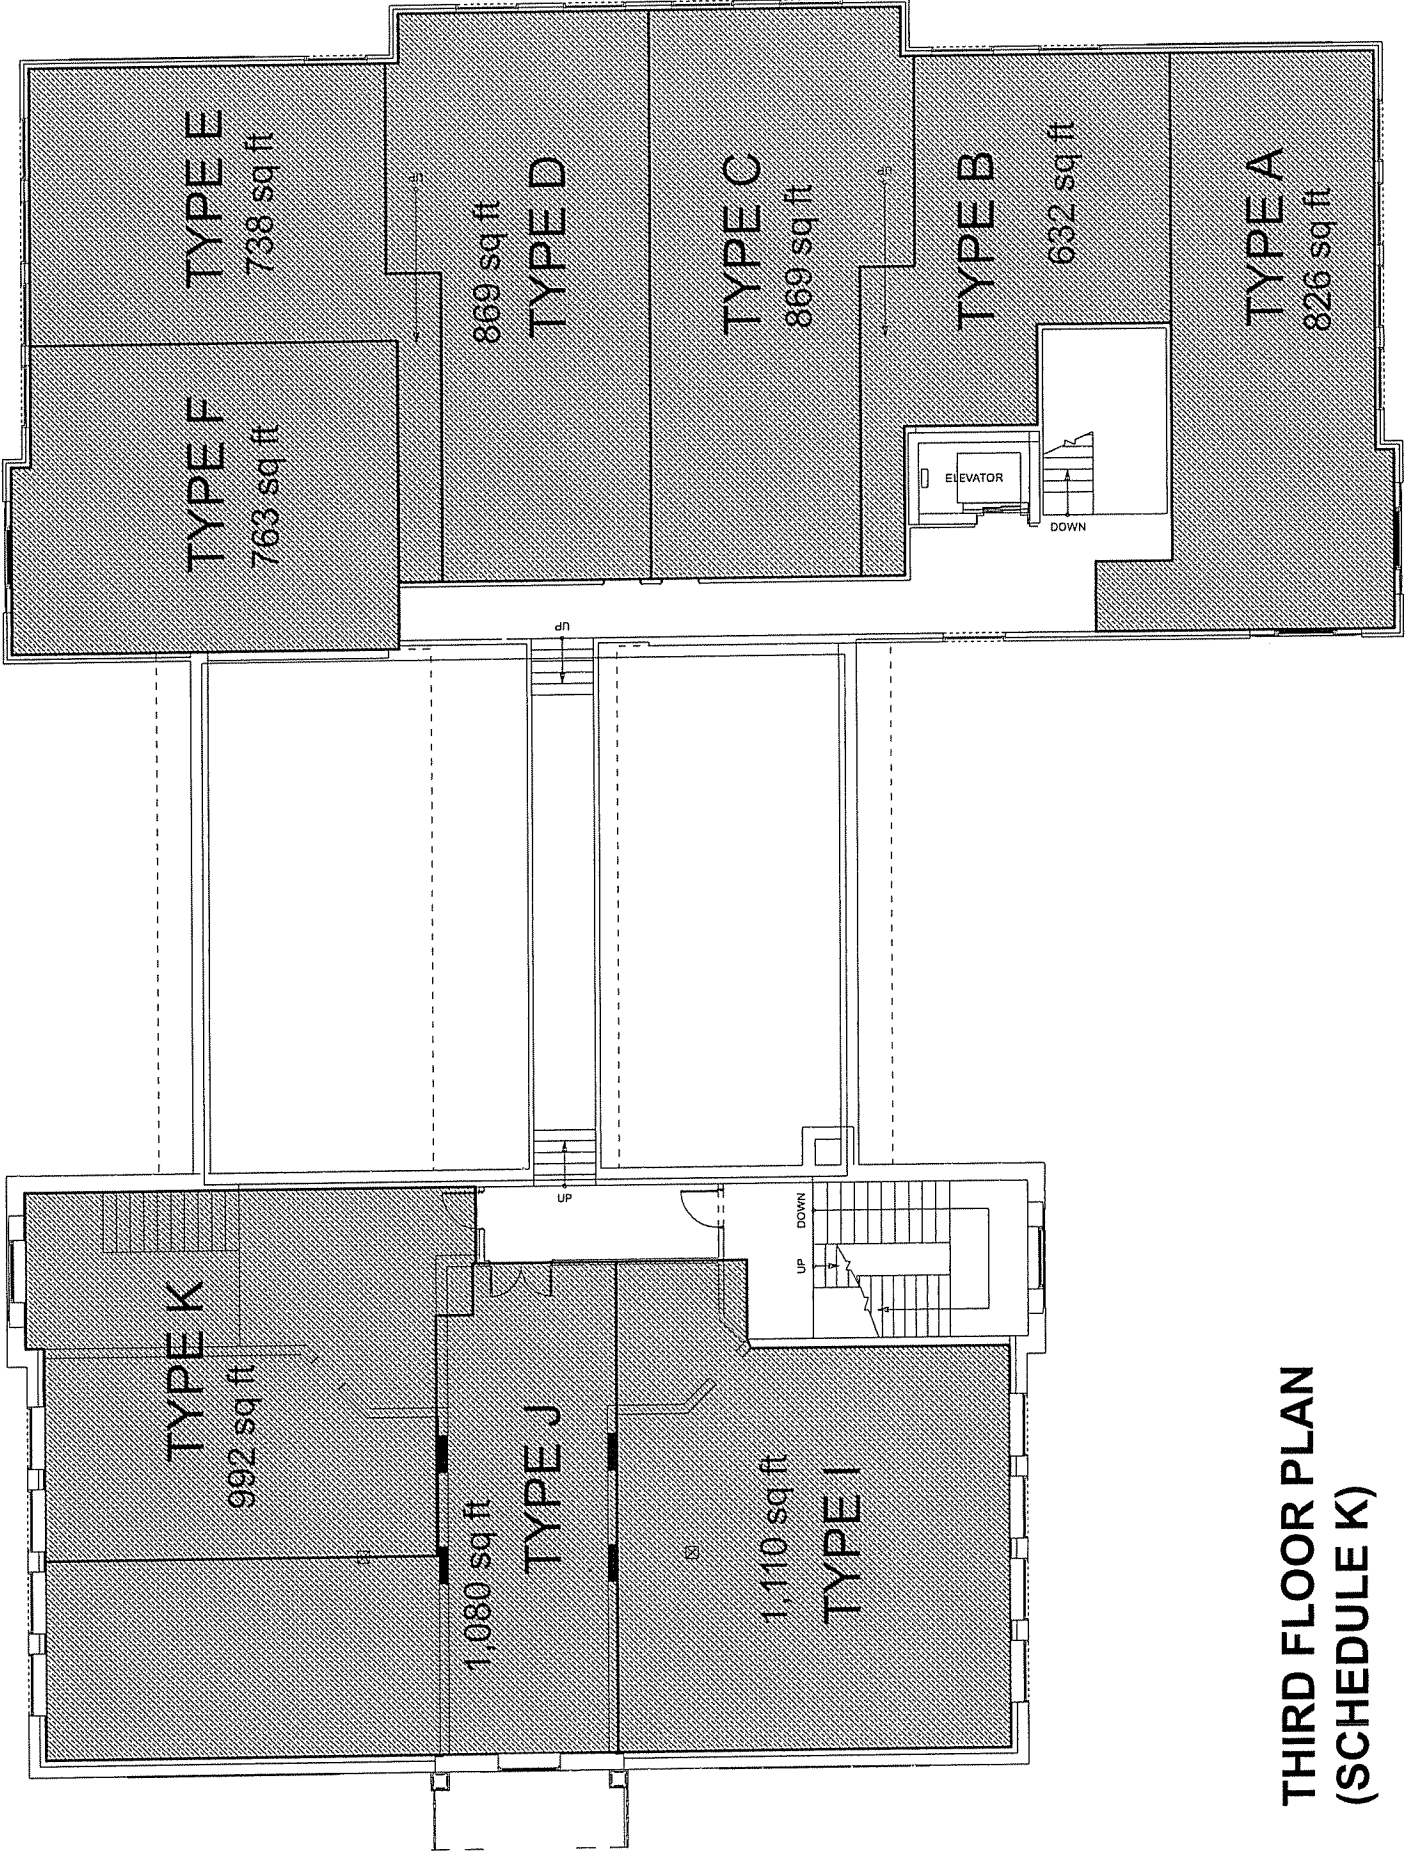 TYPE E
738 sq ft
UP
869 sq ft
TYPE D
TYPE C
869 sq ft
UP
TYPE B
632 sq ft
TYPE A
826 sq ft
TYPE F
763 sq ft
ELEVATOR
DOWN
UP
UP
TYPE K
992 sq ft
1,080 sq ft
TYPE J
1,110 sq ft
TYPE I
DOWN
UP
THIRD FLOOR PLAN
(SCHEDULE K)